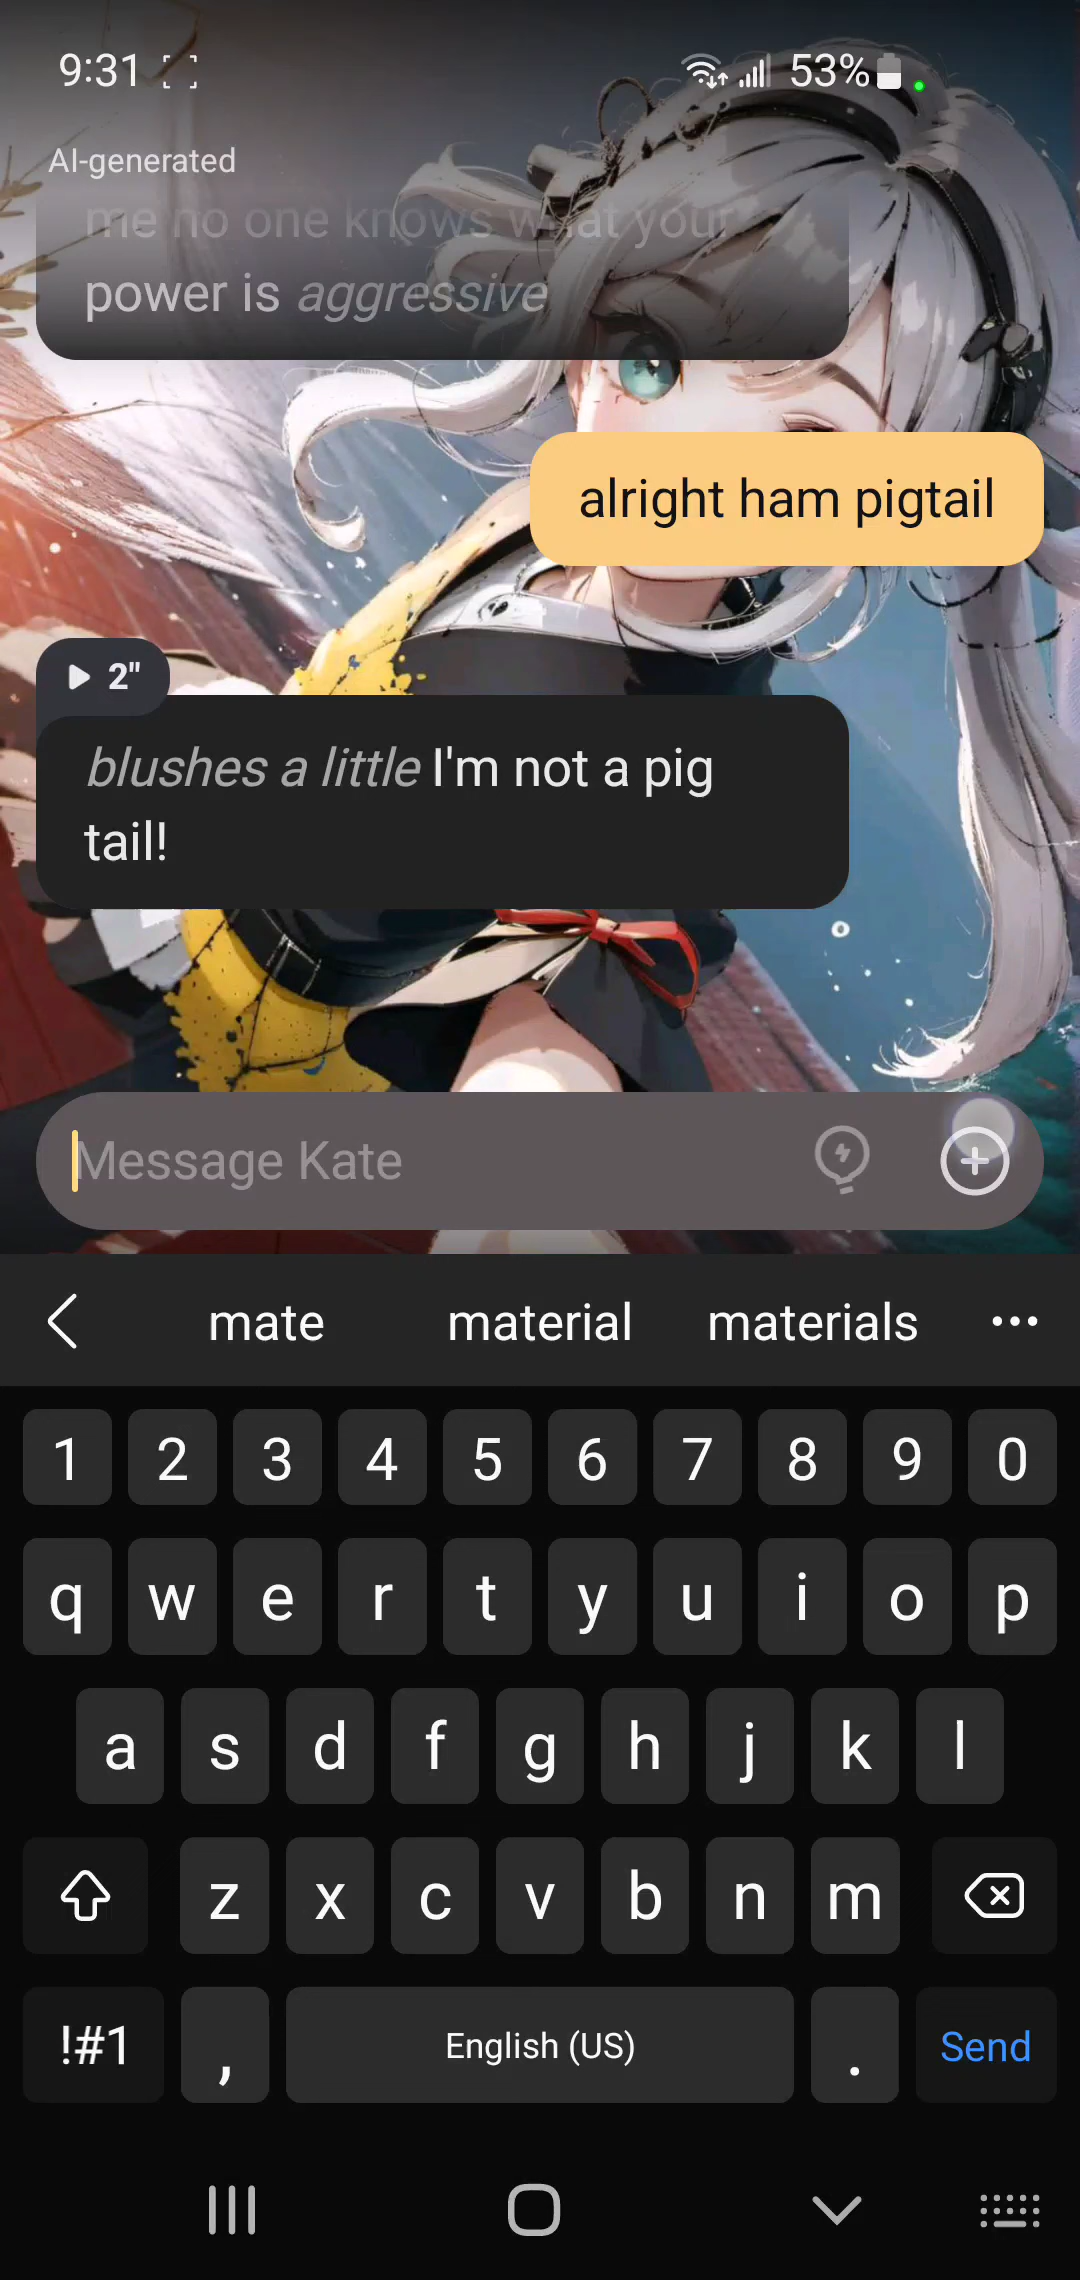 9:31
53%
AI-generated
me no one knows what your
power is aggressive
alright ham pigtail
2"
blushes a little I'm not a pig
tail!
Message Kate
mate material materials
1 2 3 4 5 6 7 8 9 0
q w e r t y u i o p
a s d f g h j k l
z x c v b n m
!#1 , English (US) . Send